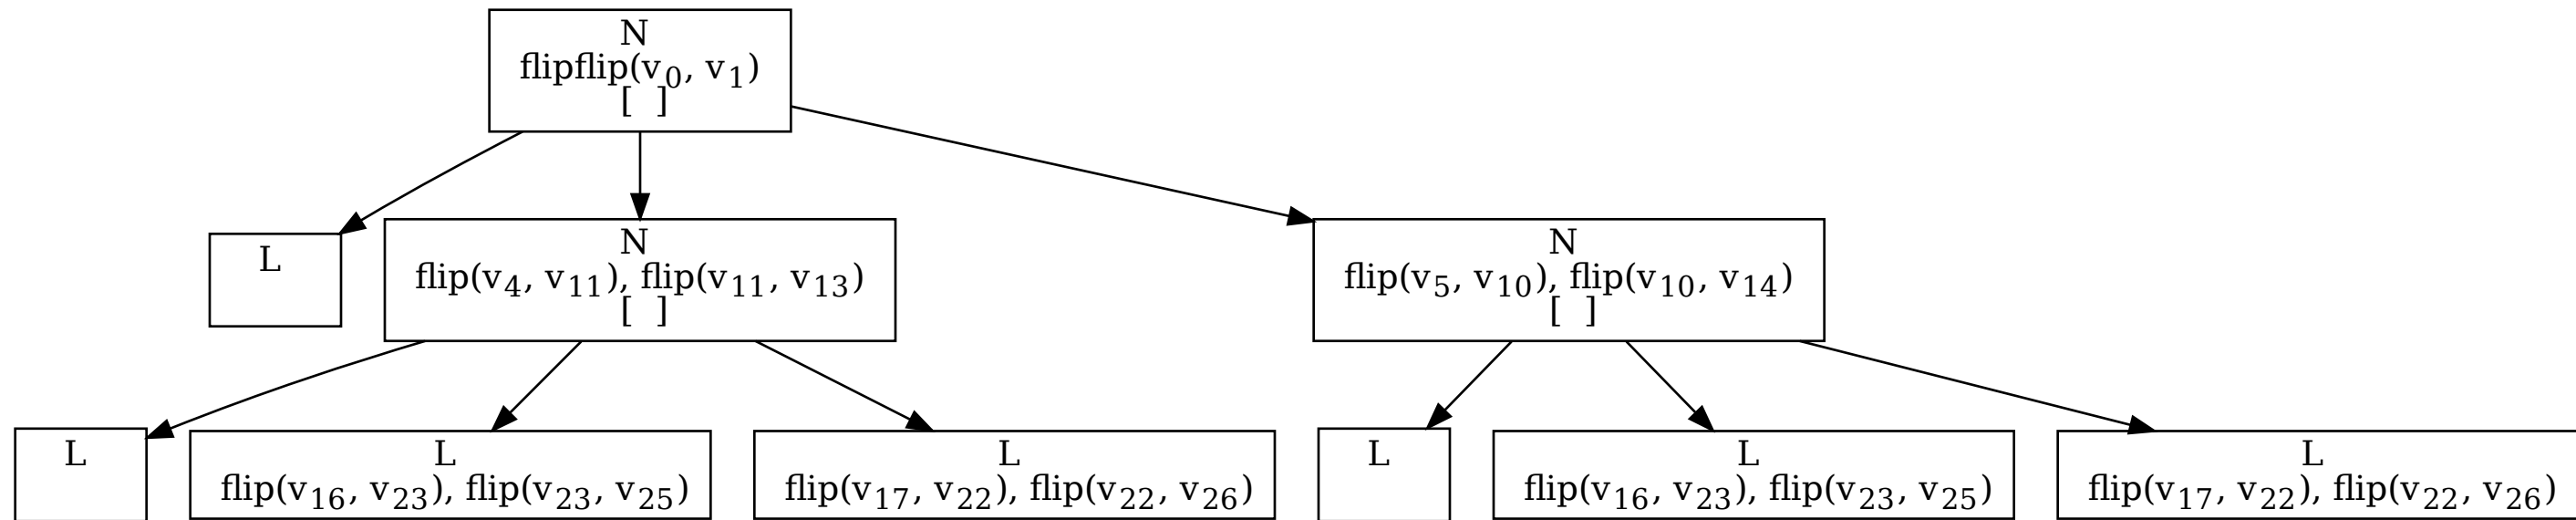 N
flipflip(v0, v1)
[ ]
L
N
flip(v4, v11), flip(v11, v13)
[ ]
N
flip(v5, v10), flip(v10, v14)
[ ]
L
L
flip(v16, v23), flip(v23, v25)
L
flip(v17, v22), flip(v22, v26)
L
L
flip(v16, v23), flip(v23, v25)
L
flip(v17, v22), flip(v22, v26)